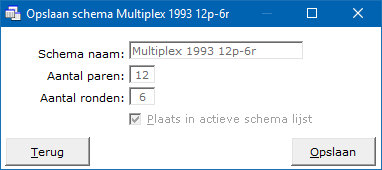 Opslaan schema Multiplex 1993 12p-6r
Schema naam: Multiplex 1993 12p-6r
Aantal paren: 12
Aantal ronden: 6
Plaats in actieve schema lijst
Terug Opslaan